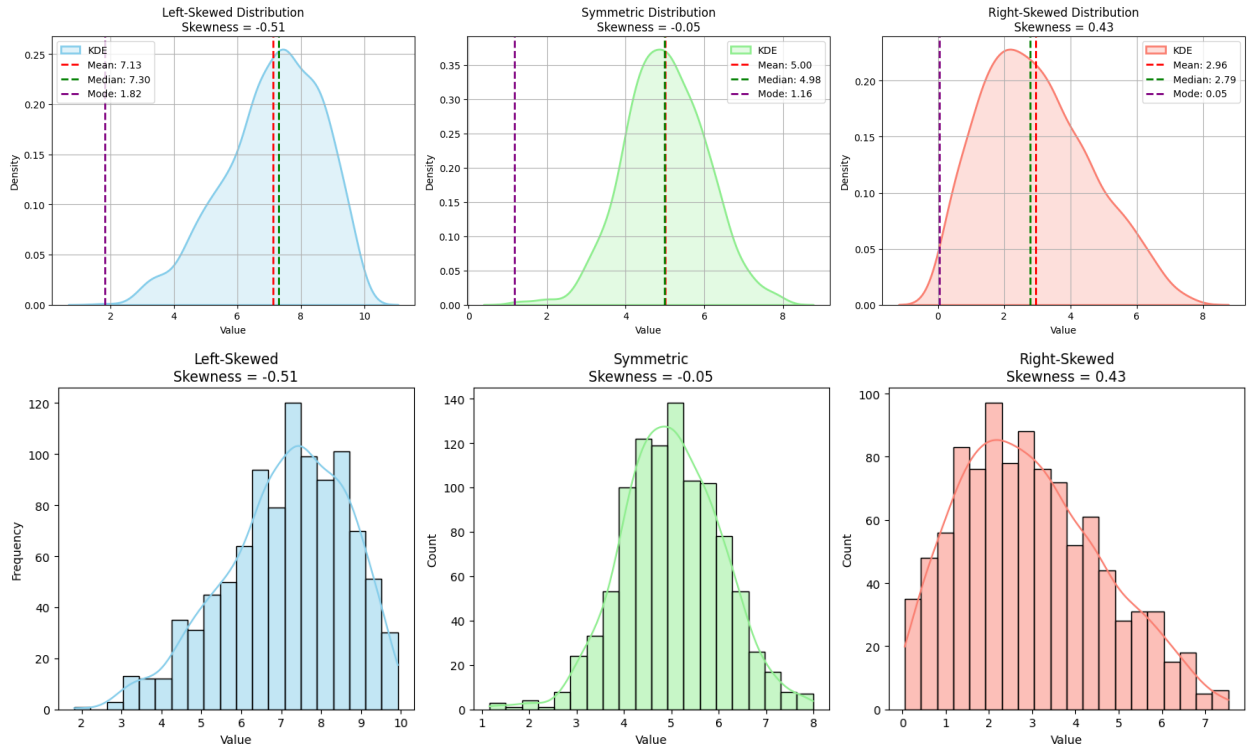 Left-Skewed Distribution
Skewness = -0.51
KDE
Mean: 7.13
Median: 7.30
Mode: 1.82
0.25
0.20
0.15
0.10
0.05
0.00
Density
2 4 6 8 10
Value
Symmetric Distribution
Skewness = -0.05
KDE
Mean: 5.00
Median: 4.98
Mode: 1.16
0.35
0.30
0.25
0.20
0.15
0.10
0.05
0.00
Density
0 2 4 6 8
Value
Right-Skewed Distribution
Skewness = 0.43
KDE
Mean: 2.96
Median: 2.79
Mode: 0.05
0.20
0.15
0.10
0.05
0.00
Density
0 2 4 6 8
Value
Left-Skewed
Skewness = -0.51
120
100
80
60
40
20
0
Frequency
2 3 4 5 6 7 8 9 10
Value
Symmetric
Skewness = -0.05
140
120
100
80
60
40
20
0
Count
1 2 3 4 5 6 7 8
Value
Right-Skewed
Skewness = 0.43
100
80
60
40
20
0
Count
0 1 2 3 4 5 6 7
Value